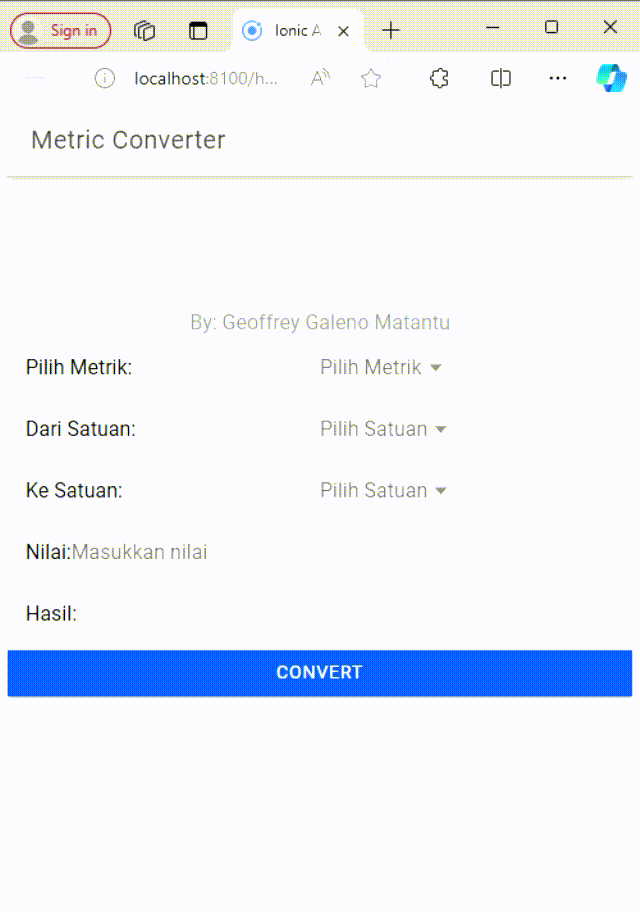 Sign in
Ionic A
localhost:8100/h...
Metric Converter
By: Geoffrey Galeno Matantu
Pilih Metrik: Pilih Metrik
Dari Satuan: Pilih Satuan
Ke Satuan: Pilih Satuan
Nilai:Masukkan nilai
Hasil:
CONVERT